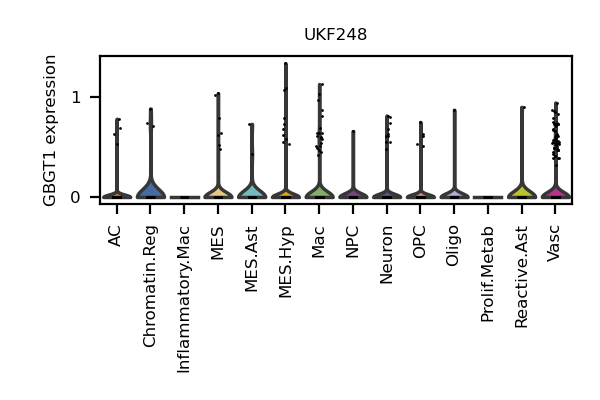 UKF248
GBGT1 expression
1
0
AC
Chromatin.Reg
Inflammatory.Mac
MES
MES.Ast
MES.Hyp
Mac
NPC
Neuron
OPC
Oligo
Prolif.Metab
Reactive.Ast
Vasc